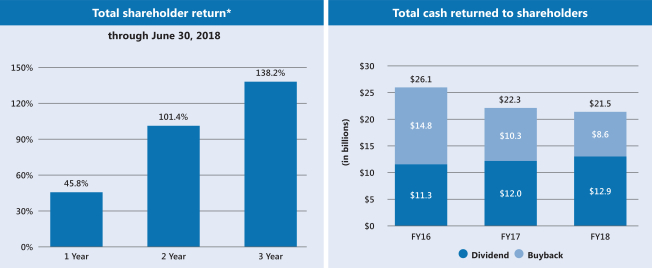 Total shareholder return*
through June 30, 2018
150%
120%
90%
60%
30%
0%
45.8%
101.4%
138.2%
1 Year
2 Year
3 Year
Total cash returned to shareholders
(in billions)
$30
$25
$20
$15
$10
$5
$0
$26.1
$14.8
$11.3
$22.3
$10.3
$12.0
$21.5
$8.6
$12.9
FY16
FY17
FY18
Dividend
Buyback